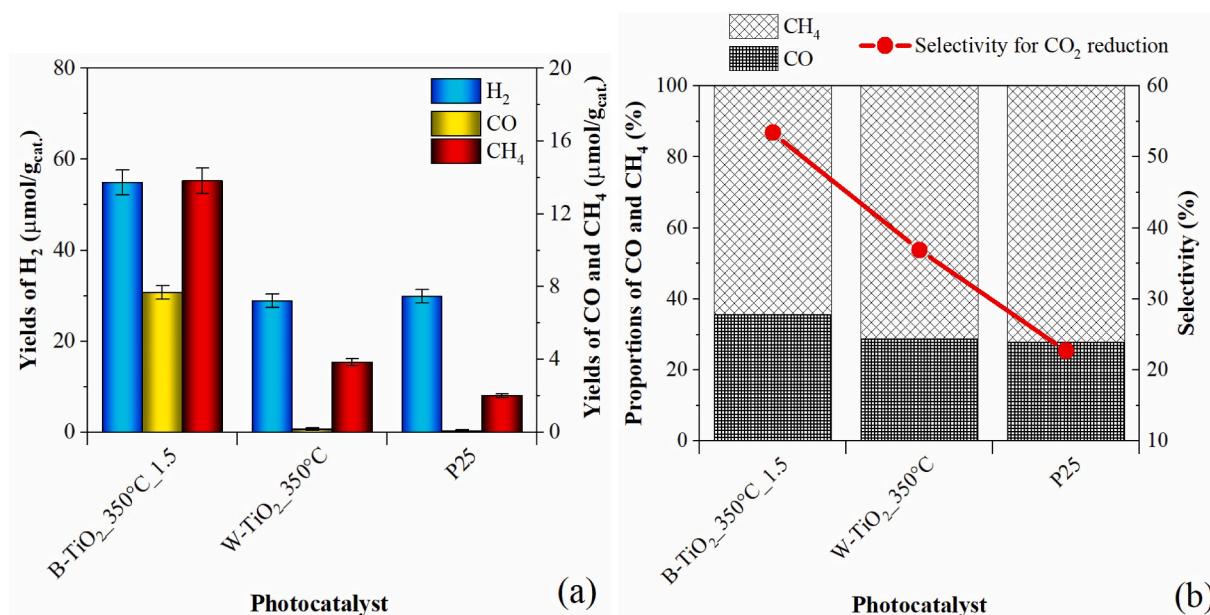 80
60
40
20
0
Yields of H₂ (μmol/gcat.)
H₂
CO
CH₄
20
16
12
8
4
0
Yields of CO and CH₄ (μmol/gcat.)
B-TiO₂_350°C_1.5
W-TiO₂_350°C
P25
Photocatalyst
(a)
CH₄
CO
Selectivity for CO₂ reduction
100
80
60
40
20
0
Proportions of CO and CH₄ (%)
60
50
40
30
20
10
Selectivity (%)
B-TiO₂_350°C_1.5
W-TiO₂_350°C
P25
Photocatalyst
(b)